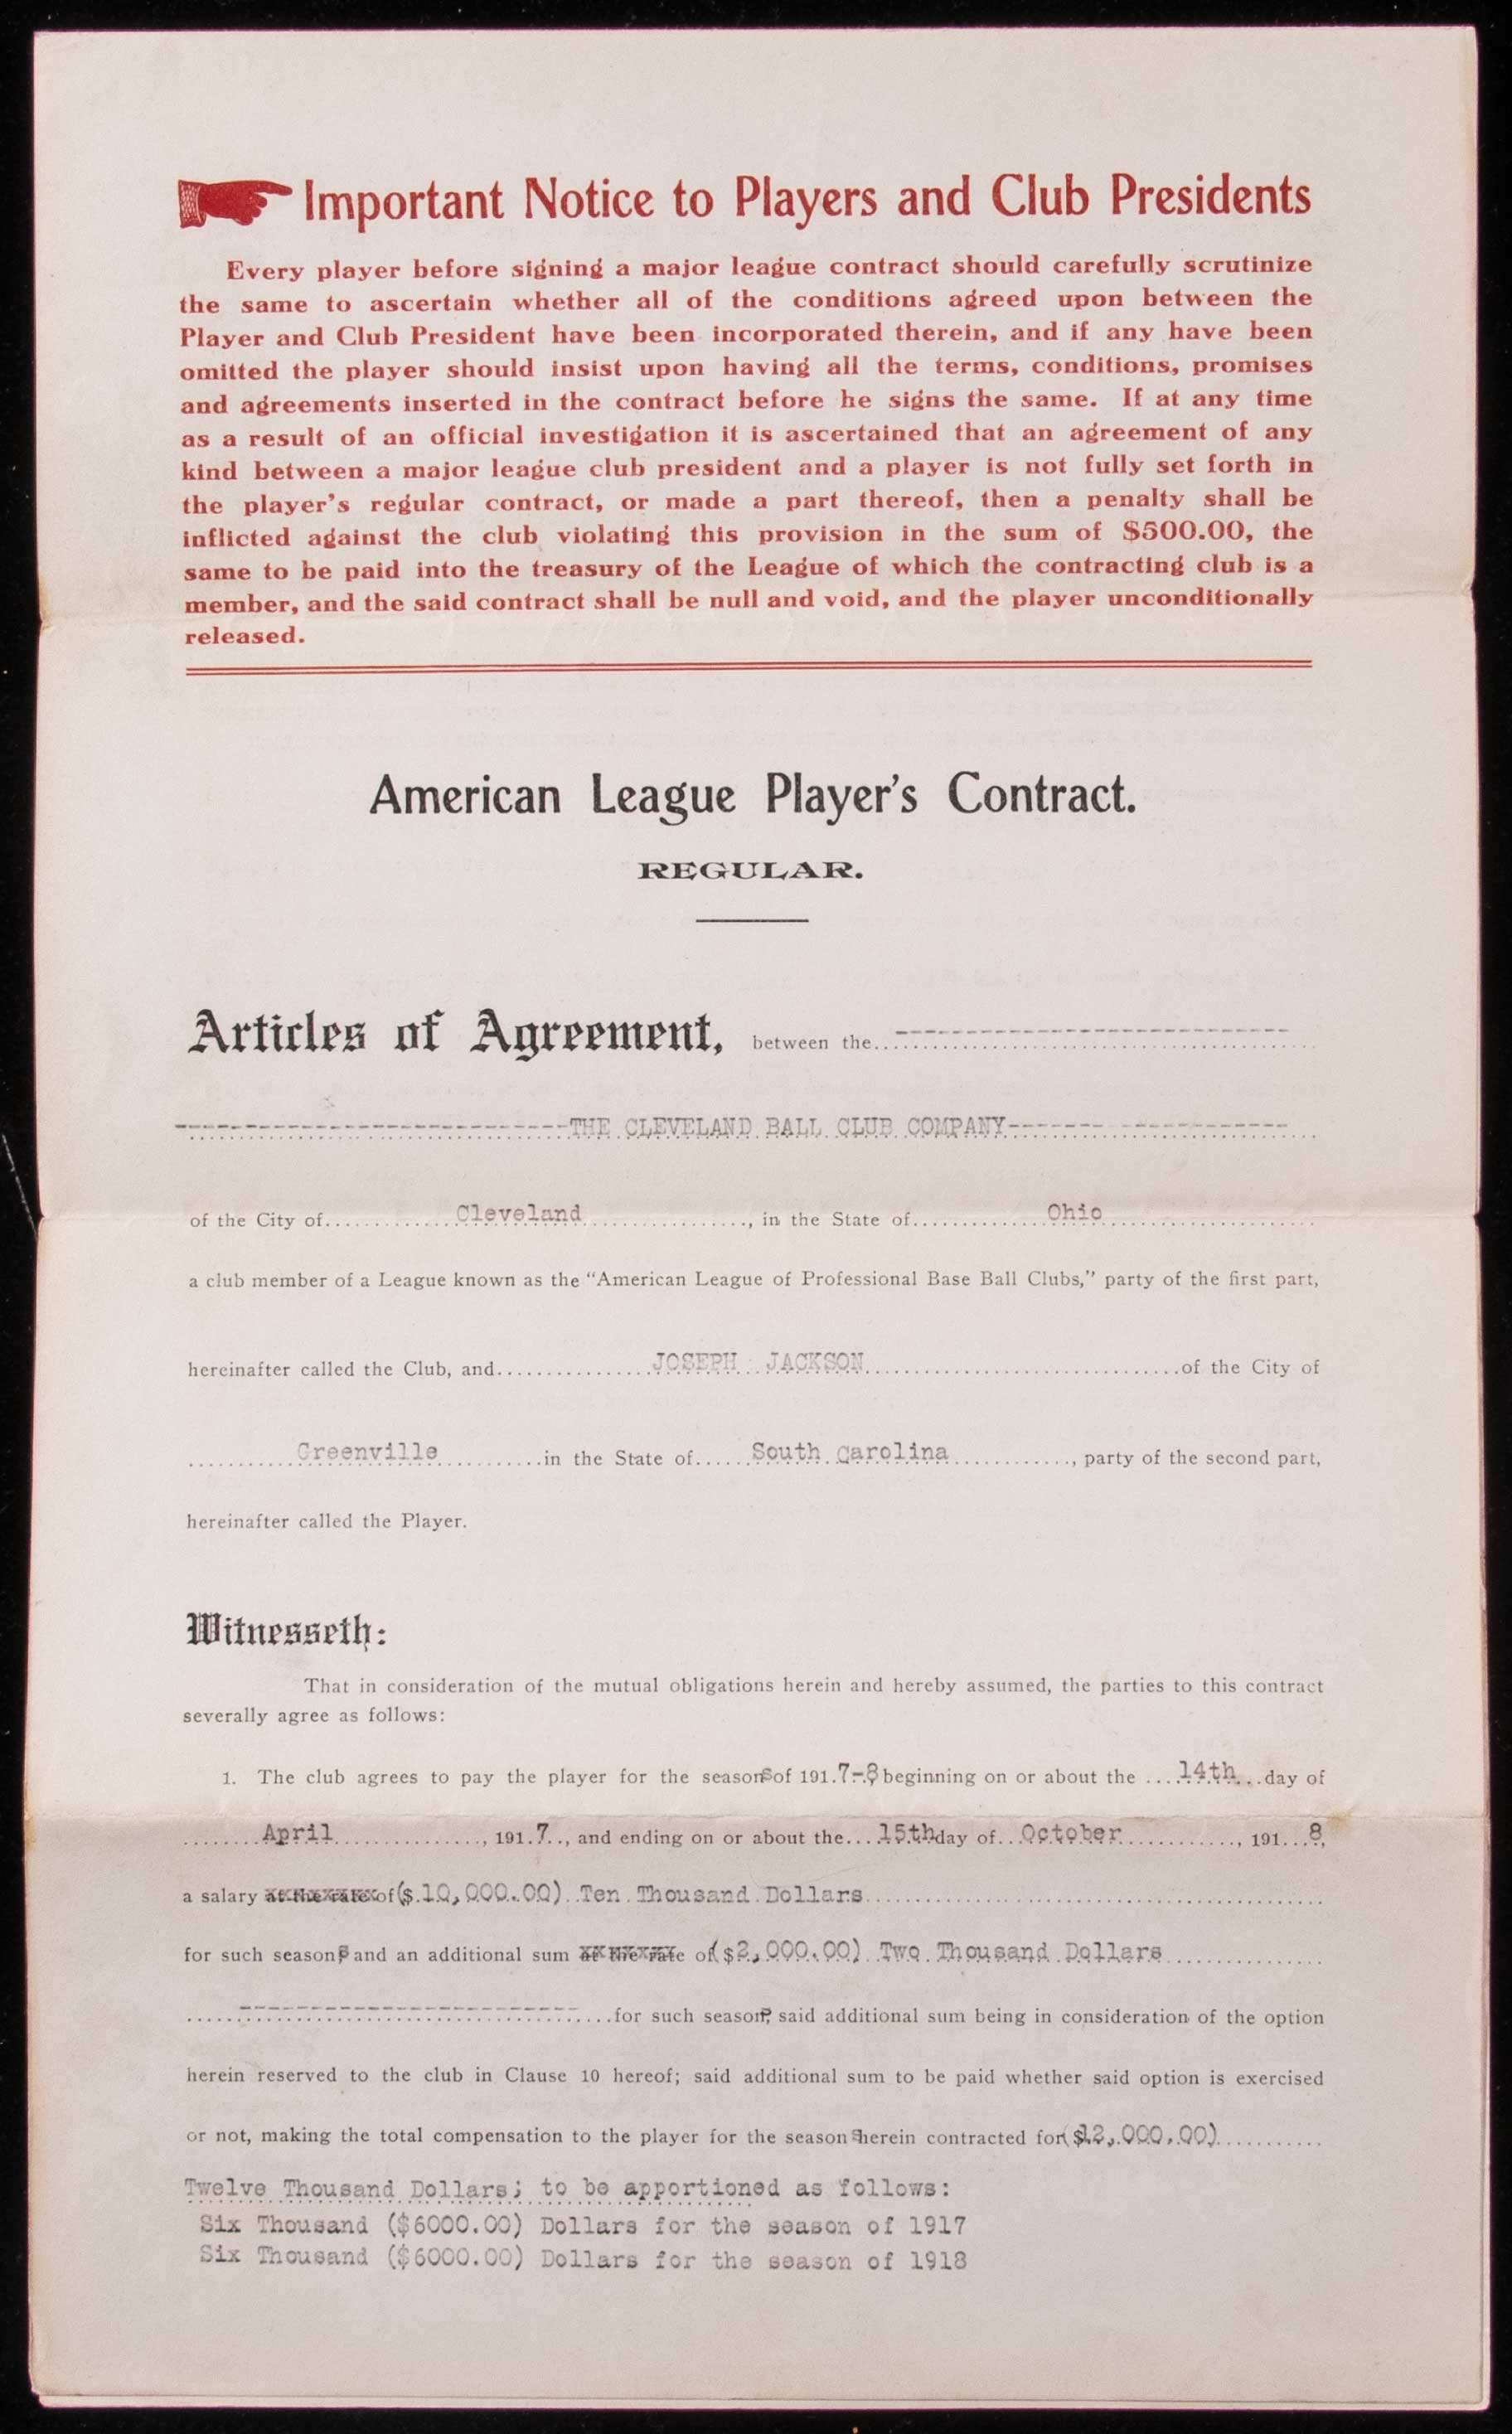 Important Notice to Players and Club Presidents
Every player before signing a major league contract should carefully scrutinize
the same to ascertain whether all of the conditions agreed upon between the
Player and Club President have been incorporated therein, and if any have been
omitted the player should insist upon having all the terms, conditions, promises
and agreements inserted in the contract before he signs the same. If at any time
as a result of an official investigation it is ascertained that an agreement of any
kind between a major league club president and a player is not fully set forth in
the player's regular contract, or made a part thereof, then a penalty shall be
inflicted against the club violating this provision in the sum of $500.00, the
same to be paid into the treasury of the League of which the contracting club is a
member, and the said contract shall be null and void, and the player unconditionally
released.
American League Player's Contract.
REGULAR.
Articles of Agreement, between the
THE CLEVELAND BALL CLUB COMPANY
of the City of Cleveland, in the State of Ohio
a club member of a League known as the "American League of Professional Base Ball Clubs," party of the first part,
hereinafter called the Club, and JOSEPH JACKSON of the City of
Greenville in the State of South Carolina, party of the second part,
hereinafter called the Player.
Witnesseth:
That in consideration of the mutual obligations herein and hereby assumed, the parties to this contract
severally agree as follows:
1. The club agrees to pay the player for the seasons of 1917-8, beginning on or about the 14th day of
April, 1917, and ending on or about the 15th day of October, 1918,
a salary at the rate of ($10,000.00) Ten Thousand Dollars
for such seasons and an additional sum at the rate of ($2,000.00) Two Thousand Dollars
for such seasons, said additional sum being in consideration of the option
herein reserved to the club in Clause 10 hereof; said additional sum to be paid whether said option is exercised
or not, making the total compensation to the player for the seasons herein contracted for ($12,000.00)
Twelve Thousand Dollars; to be apportioned as follows:
Six Thousand ($6000.00) Dollars for the season of 1917
Six Thousand ($6000.00) Dollars for the season of 1918